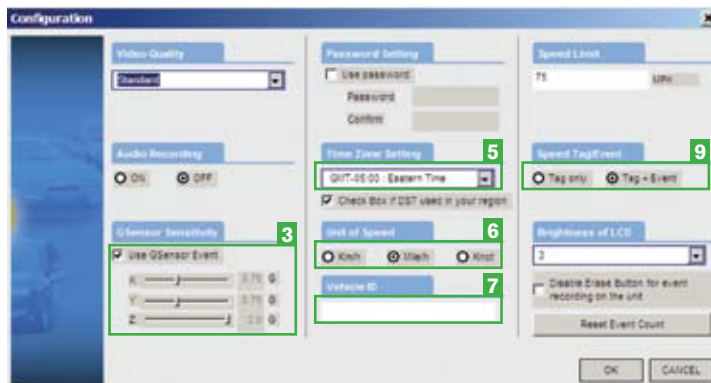 Configuration
Video Quality
Standard
Audio Recording
ON OFF
GSensor Sensitivity
3
Use GSensor Event
X 0.75 G
Y 0.75 G
Z G
Password Setting
Use password
Password
Confirm
Time Zone Setting
5
GMT-05:00 : Eastern Time
Check Box if DST used in your region
Unit of Speed
6
Km/h Mile/h Knot
Vehicle ID
7
Speed Limit
75 MPH
Speed Tag/Event
9
Tag only Tag + Event
Brightness of LCD
3
Disable Erase Button for event
recording on the unit
Reset Event Count
OK CANCEL